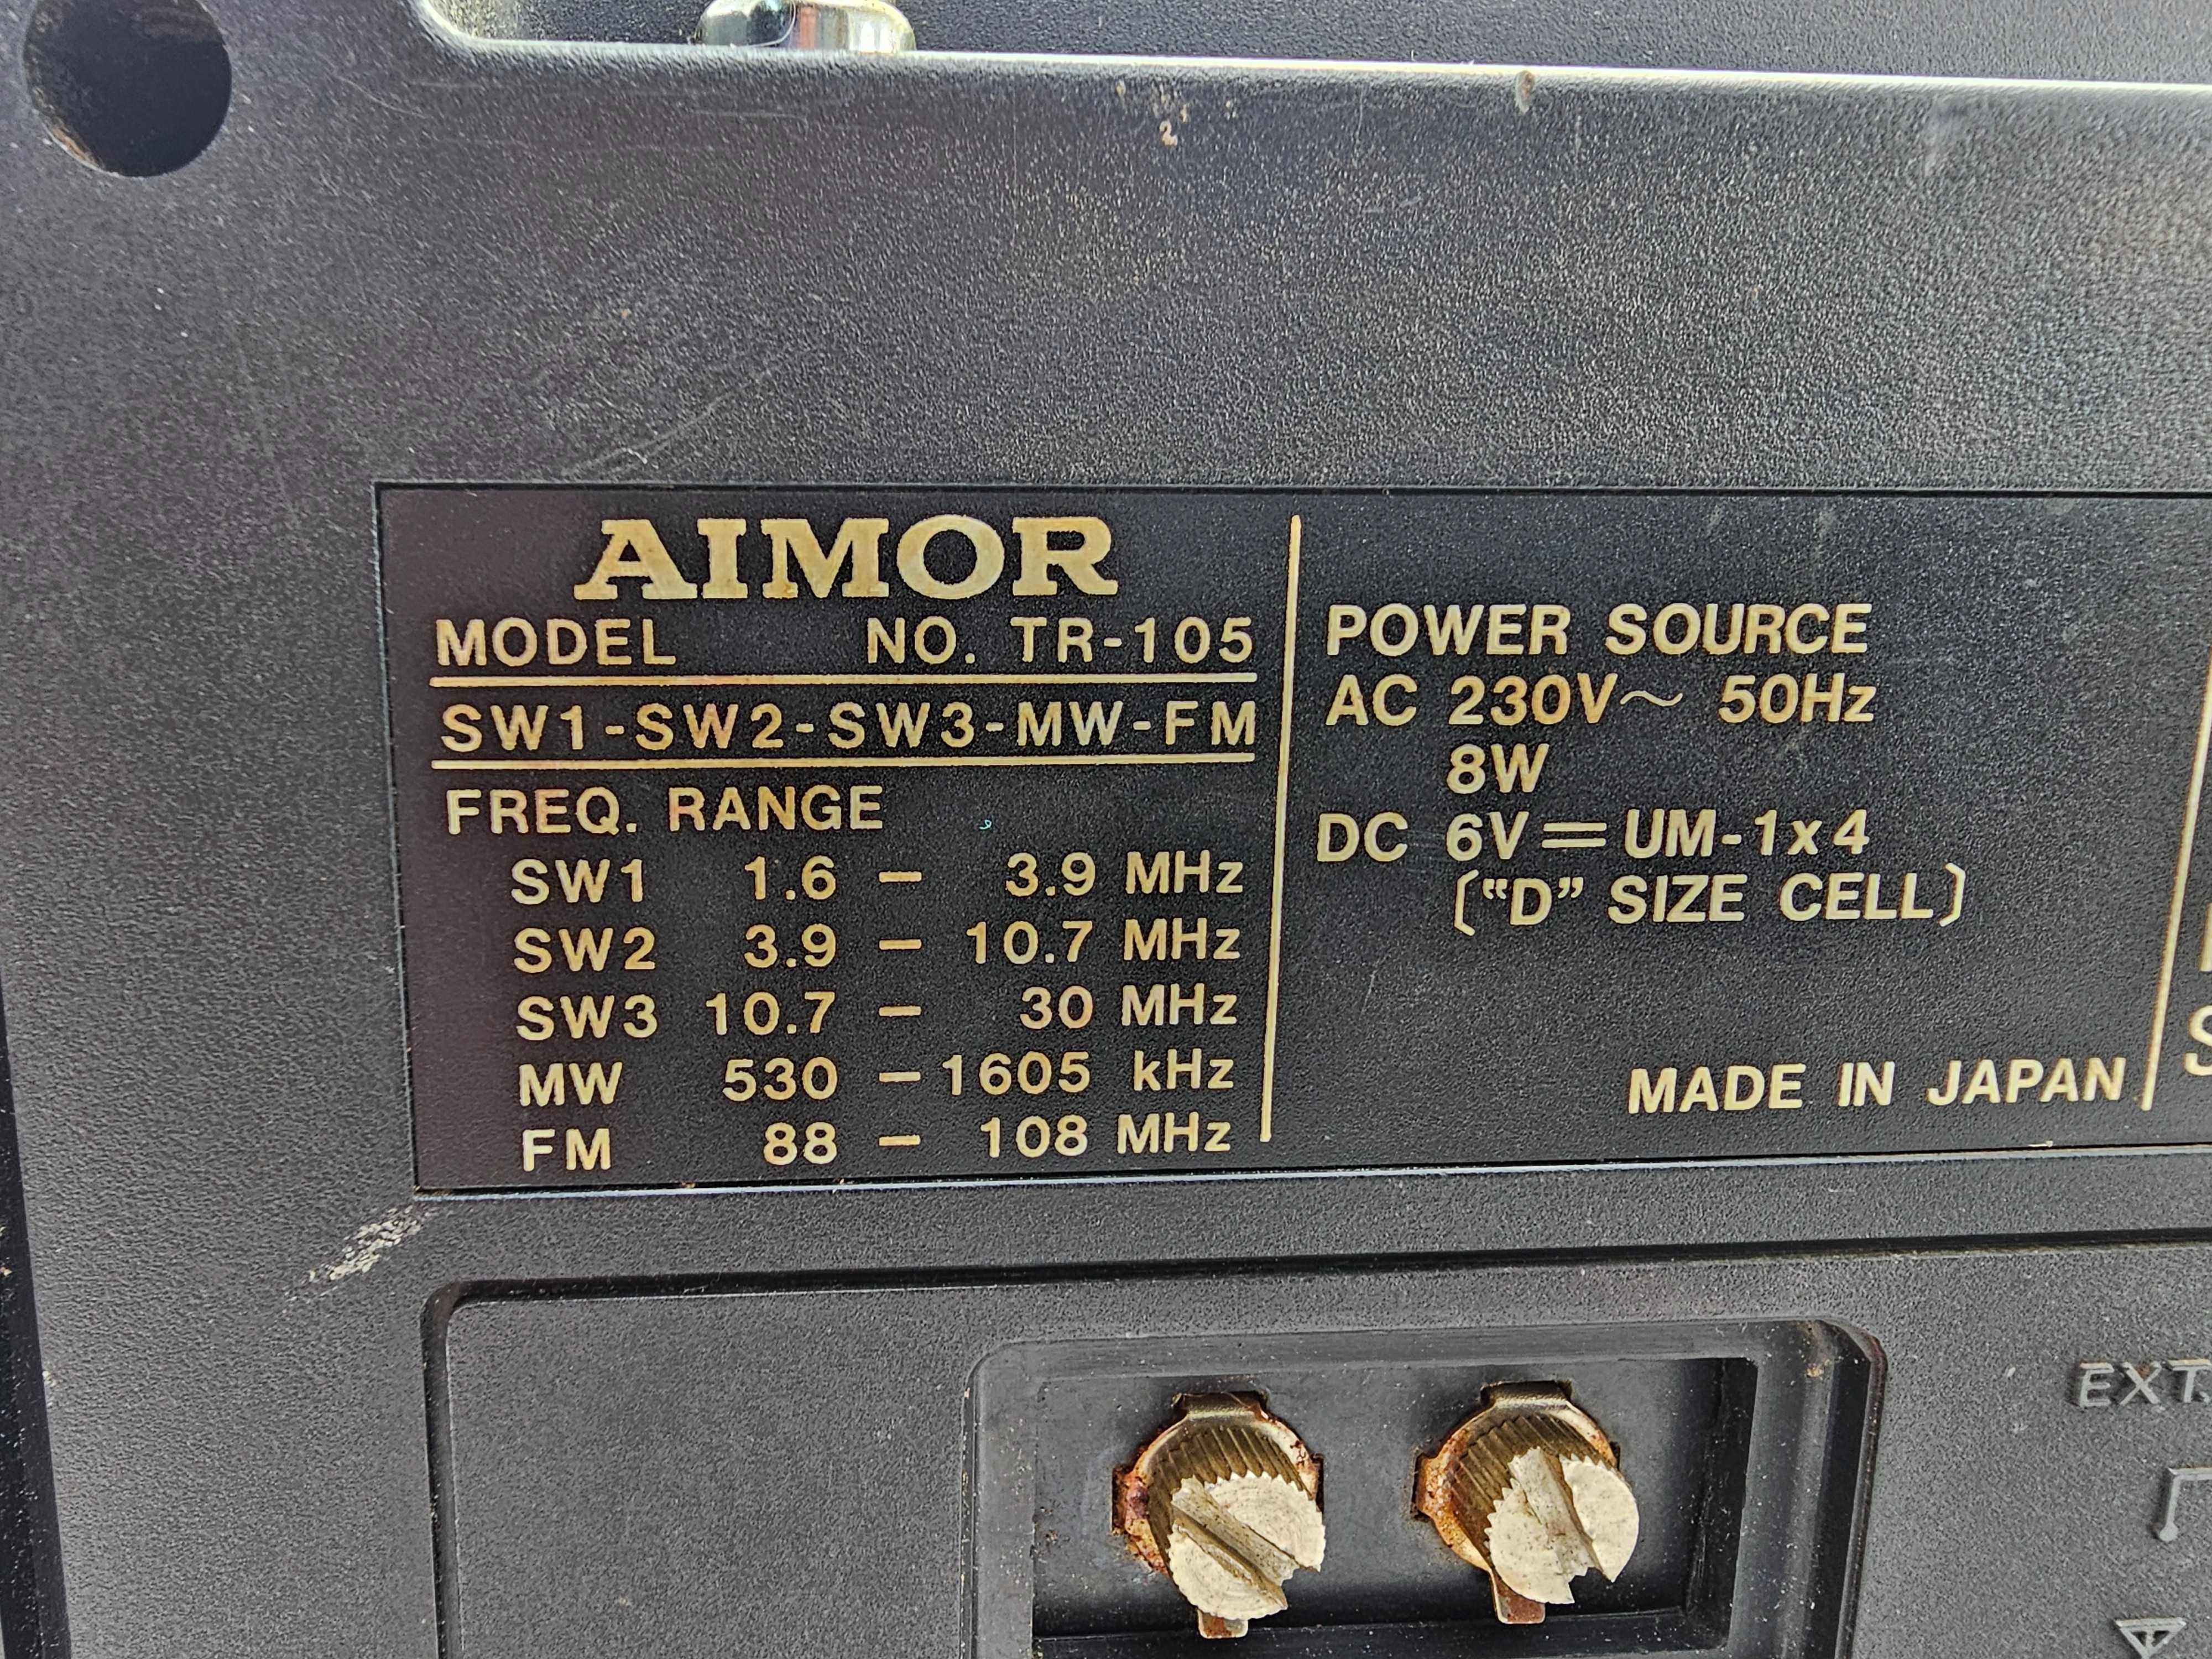 AIMOR
MODEL NO. TR-105
SW1-SW2-SW3-MW-FM
FREQ. RANGE
SW1 1.6 – 3.9 MHz
SW2 3.9 – 10.7 MHz
SW3 10.7 – 30 MHz
MW 530 – 1605 kHz
FM 88 – 108 MHz
POWER SOURCE
AC 230V～ 50Hz
8W
DC 6V⎓UM-1x4
(“D” SIZE CELL)
MADE IN JAPAN
EXT.